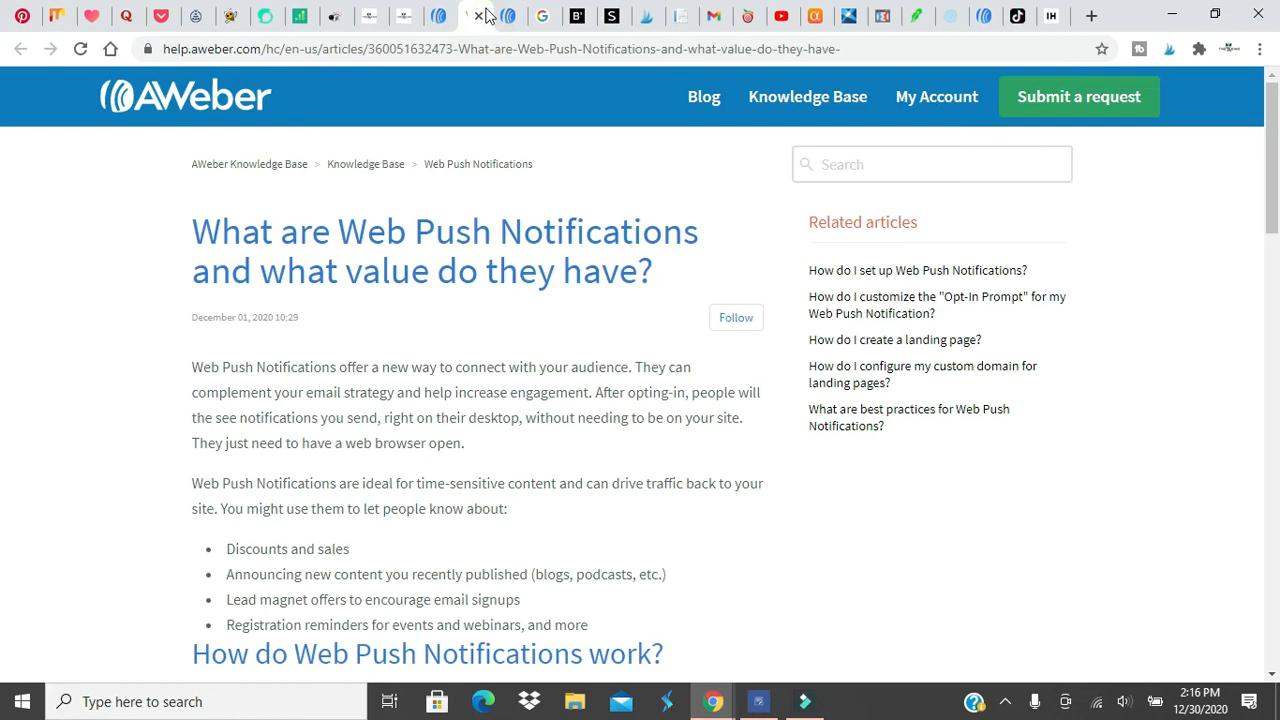 help.aweber.com/hc/en-us/articles/360051632473-What-are-Web-Push-Notifications-and-what-value-do-they-have-
AWeber
Blog
Knowledge Base
My Account
Submit a request
AWeber Knowledge Base > Knowledge Base > Web Push Notifications
Search
What are Web Push Notifications
and what value do they have?
December 01, 2020 10:29
Follow
Web Push Notifications offer a new way to connect with your audience. They can
complement your email strategy and help increase engagement. After opting-in, people will
the see notifications you send, right on their desktop, without needing to be on your site.
They just need to have a web browser open.
Web Push Notifications are ideal for time-sensitive content and can drive traffic back to your
site. You might use them to let people know about:
• Discounts and sales
• Announcing new content you recently published (blogs, podcasts, etc.)
• Lead magnet offers to encourage email signups
• Registration reminders for events and webinars, and more
How do Web Push Notifications work?
Related articles
How do I set up Web Push Notifications?
How do I customize the "Opt-In Prompt" for my
Web Push Notification?
How do I create a landing page?
How do I configure my custom domain for
landing pages?
What are best practices for Web Push
Notifications?
Type here to search
2:16 PM
12/30/2020